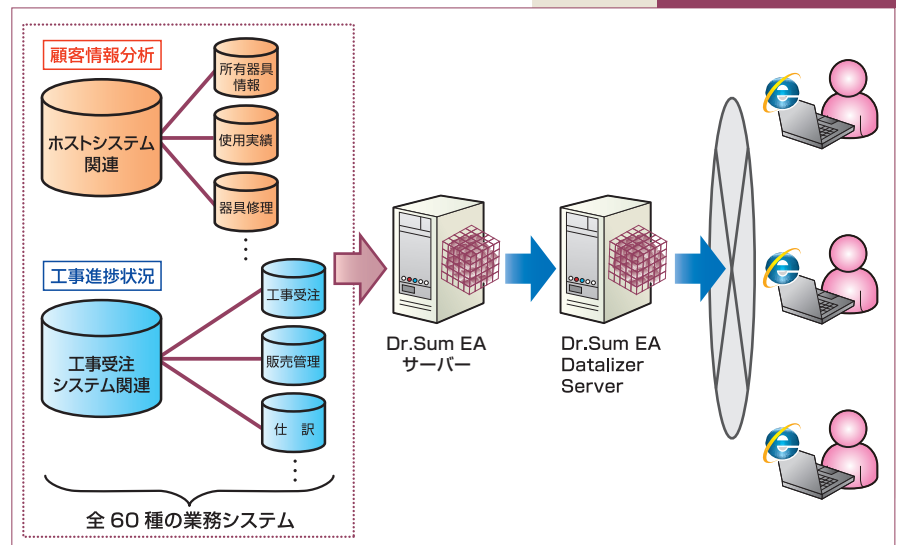 顧客情報分析
ホストシステム
関連
所有器具
情報
使用実績
器具修理
工事進捗状況
工事受注
システム関連
工事受注
販売管理
仕 訳
全60種の業務システム
Dr.Sum EA
サーバー
Dr.Sum EA
Datalizer
Server